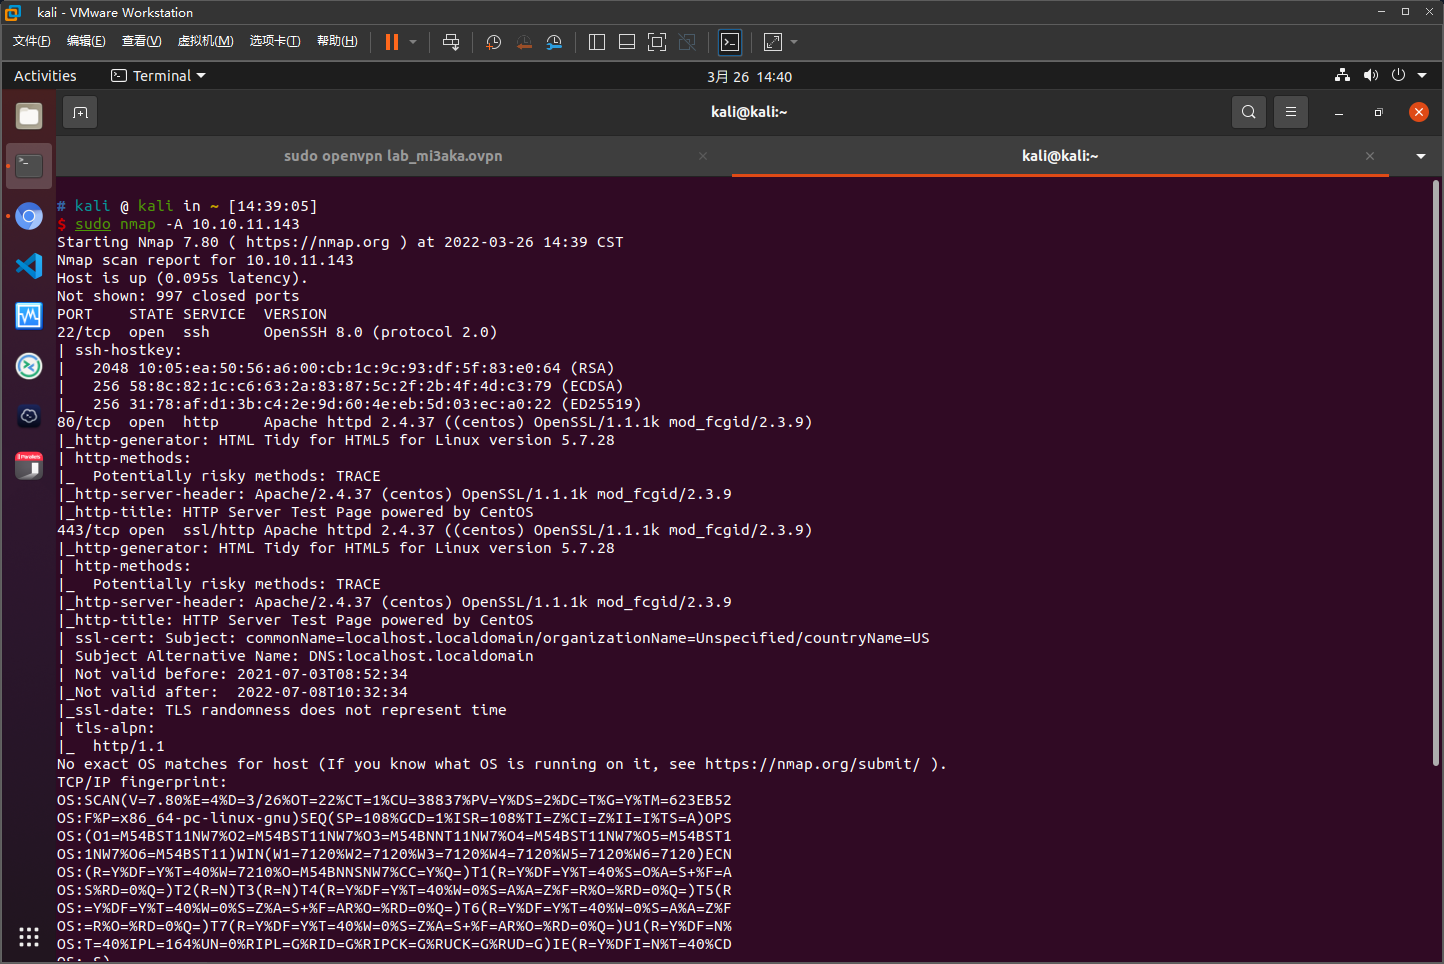 kali - VMware Workstation
文件(F) 编辑(E) 查看(V) 虚拟机(M) 选项卡(T) 帮助(H)
Activities Terminal 3月 26 14:40
kali@kali:~
sudo openvpn lab_mi3aka.ovpn kali@kali:~
# kali @ kali in ~ [14:39:05]
$ sudo nmap -A 10.10.11.143
Starting Nmap 7.80 ( https://nmap.org ) at 2022-03-26 14:39 CST
Nmap scan report for 10.10.11.143
Host is up (0.095s latency).
Not shown: 997 closed ports
PORT    STATE SERVICE  VERSION
22/tcp  open  ssh      OpenSSH 8.0 (protocol 2.0)
| ssh-hostkey:
|   2048 10:05:ea:50:56:a6:00:cb:1c:9c:93:df:5f:83:e0:64 (RSA)
|   256 58:8c:82:1c:c6:63:2a:83:87:5c:2f:2b:4f:4d:c3:79 (ECDSA)
|_  256 31:78:af:d1:3b:c4:2e:9d:60:4e:eb:5d:03:ec:a0:22 (ED25519)
80/tcp  open  http     Apache httpd 2.4.37 ((centos) OpenSSL/1.1.1k mod_fcgid/2.3.9)
|_http-generator: HTML Tidy for HTML5 for Linux version 5.7.28
| http-methods:
|_  Potentially risky methods: TRACE
|_http-server-header: Apache/2.4.37 (centos) OpenSSL/1.1.1k mod_fcgid/2.3.9
|_http-title: HTTP Server Test Page powered by CentOS
443/tcp open  ssl/http Apache httpd 2.4.37 ((centos) OpenSSL/1.1.1k mod_fcgid/2.3.9)
|_http-generator: HTML Tidy for HTML5 for Linux version 5.7.28
| http-methods:
|_  Potentially risky methods: TRACE
|_http-server-header: Apache/2.4.37 (centos) OpenSSL/1.1.1k mod_fcgid/2.3.9
|_http-title: HTTP Server Test Page powered by CentOS
| ssl-cert: Subject: commonName=localhost.localdomain/organizationName=Unspecified/countryName=US
| Subject Alternative Name: DNS:localhost.localdomain
| Not valid before: 2021-07-03T08:52:34
|_Not valid after:  2022-07-08T10:32:34
|_ssl-date: TLS randomness does not represent time
| tls-alpn:
|_  http/1.1
No exact OS matches for host (If you know what OS is running on it, see https://nmap.org/submit/ ).
TCP/IP fingerprint:
OS:SCAN(V=7.80%E=4%D=3/26%OT=22%CT=1%CU=38837%PV=Y%DS=2%DC=T%G=Y%TM=623EB52
OS:F%P=x86_64-pc-linux-gnu)SEQ(SP=108%GCD=1%ISR=108%TI=Z%CI=Z%II=I%TS=A)OPS
OS:(O1=M54BST11NW7%O2=M54BST11NW7%O3=M54BNNT11NW7%O4=M54BST11NW7%O5=M54BST1
OS:1NW7%O6=M54BST11)WIN(W1=7120%W2=7120%W3=7120%W4=7120%W5=7120%W6=7120)ECN
OS:(R=Y%DF=Y%T=40%W=7210%O=M54BNNSNW7%CC=Y%Q=)T1(R=Y%DF=Y%T=40%S=O%A=S+%F=A
OS:S%RD=0%Q=)T2(R=N)T3(R=N)T4(R=Y%DF=Y%T=40%W=0%S=A%A=Z%F=R%O=%RD=0%Q=)T5(R
OS:=Y%DF=Y%T=40%W=0%S=Z%A=S+%F=AR%O=%RD=0%Q=)T6(R=Y%DF=Y%T=40%W=0%S=A%A=Z%F
OS:=R%O=%RD=0%Q=)T7(R=Y%DF=Y%T=40%W=0%S=Z%A=S+%F=AR%O=%RD=0%Q=)U1(R=Y%DF=N%
OS:T=40%IPL=164%UN=0%RIPL=G%RID=G%RIPCK=G%RUCK=G%RUD=G)IE(R=Y%DFI=N%T=40%CD
OS:=S)